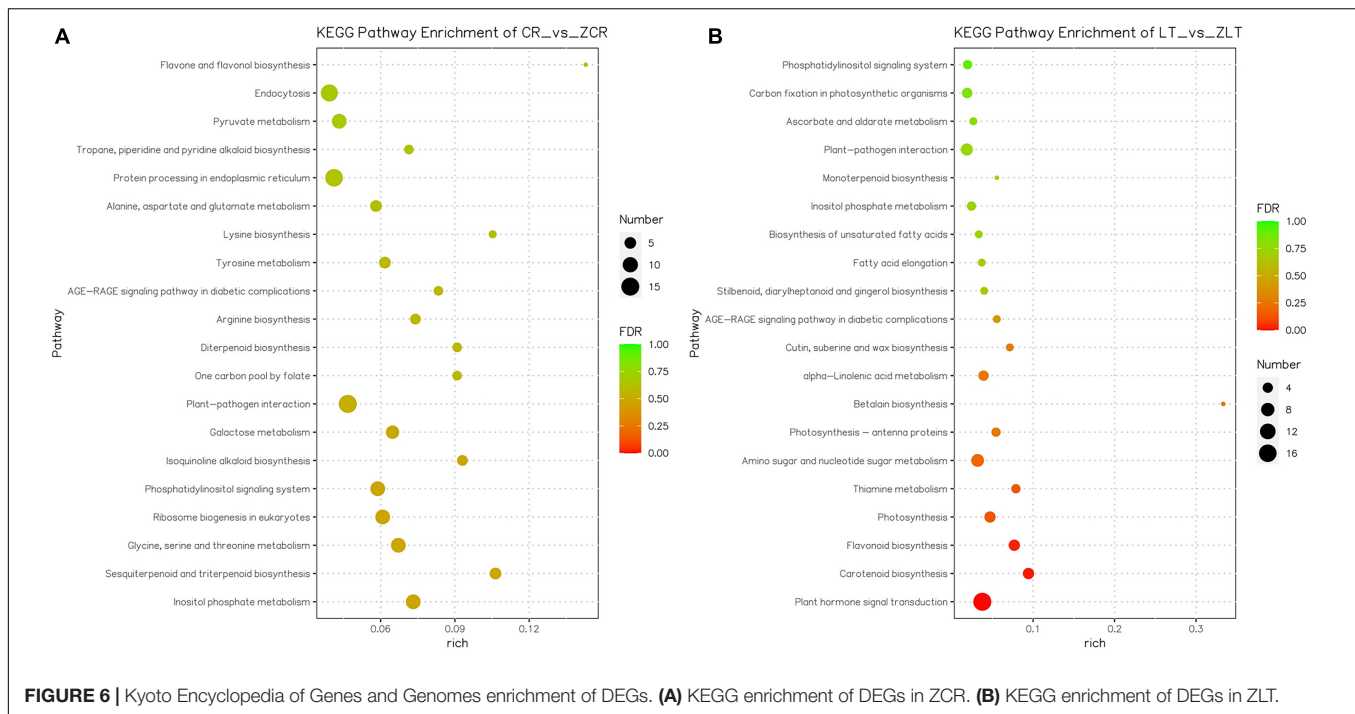 A
KEGG Pathway Enrichment of CR_vs_ZCR
Pathway
Flavone and flavonol biosynthesis
Endocytosis
Pyruvate metabolism
Tropane, piperidine and pyridine alkaloid biosynthesis
Protein processing in endoplasmic reticulum
Alanine, aspartate and glutamate metabolism
Lysine biosynthesis
Tyrosine metabolism
AGE-RAGE signaling pathway in diabetic complications
Arginine biosynthesis
Diterpenoid biosynthesis
One carbon pool by folate
Plant-pathogen interaction
Galactose metabolism
Isoquinoline alkaloid biosynthesis
Phosphatidylinositol signaling system
Ribosome biogenesis in eukaryotes
Glycine, serine and threonine metabolism
Sesquiterpenoid and triterpenoid biosynthesis
Inositol phosphate metabolism
0.06 0.09 0.12
rich
Number
5
10
15
FDR
1.00
0.75
0.50
0.25
0.00
B
KEGG Pathway Enrichment of LT_vs_ZLT
Pathway
Phosphatidylinositol signaling system
Carbon fixation in photosynthetic organisms
Ascorbate and aldarate metabolism
Plant-pathogen interaction
Monoterpenoid biosynthesis
Inositol phosphate metabolism
Biosynthesis of unsaturated fatty acids
Fatty acid elongation
Stilbenoid, diarylheptanoid and gingerol biosynthesis
AGE-RAGE signaling pathway in diabetic complications
Cutin, suberine and wax biosynthesis
alpha-Linolenic acid metabolism
Betalain biosynthesis
Photosynthesis - antenna proteins
Amino sugar and nucleotide sugar metabolism
Thiamine metabolism
Photosynthesis
Flavonoid biosynthesis
Carotenoid biosynthesis
Plant hormone signal transduction
0.1 0.2 0.3
rich
FDR
1.00
0.75
0.50
0.25
0.00
Number
4
8
12
16
FIGURE 6 | Kyoto Encyclopedia of Genes and Genomes enrichment of DEGs. (A) KEGG enrichment of DEGs in ZCR. (B) KEGG enrichment of DEGs in ZLT.